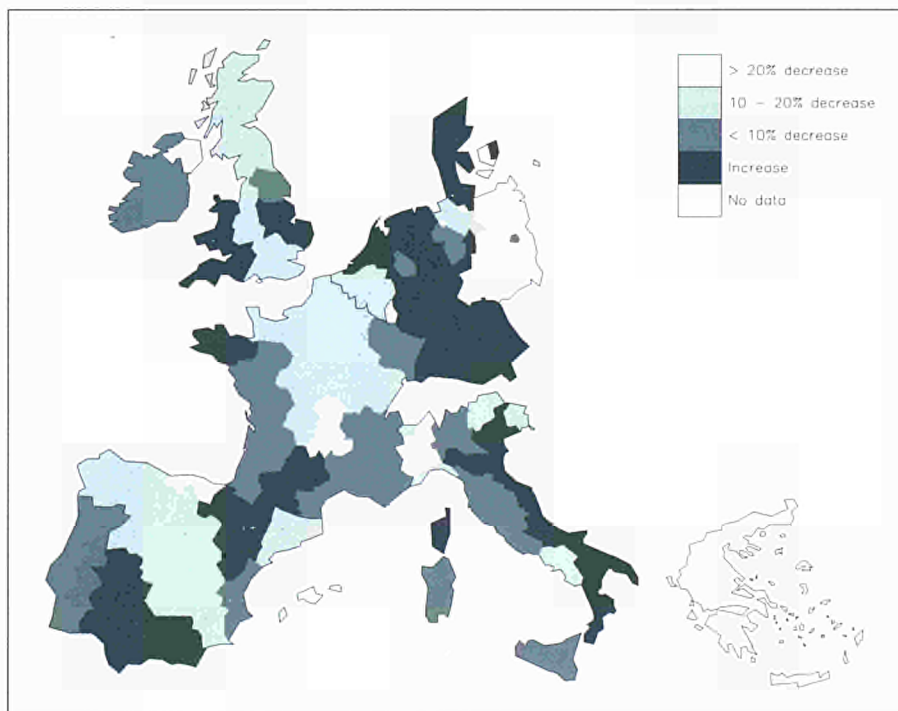 > 20% decrease
10 – 20% decrease
< 10% decrease
Increase
No data